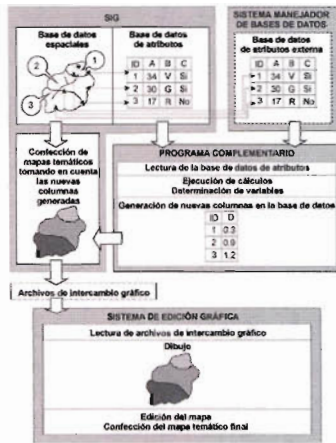 SIG
Base de datos
espaciales
1
2
3
Base de datos
de atributos
ID A B C
1 34 V Si
2 30 G Si
3 17 R No
SISTEMA MANEJADOR
DE BASES DE DATOS
Base de datos
de atributos externa
ID A B C
1 34 V Si
2 30 G Si
3 17 R No
Confección de
mapas temáticos
tomando en cuenta
las nuevas
columnas
generadas
PROGRAMA COMPLEMENTARIO
Lectura de la base de datos de atributos
Ejecución de cálculos
Determinación de variables
Generación de nuevas columnas en la base de datos
ID D
1 0.3
2 0.9
3 1.2
Archivos de intercambio gráfico
SISTEMA DE EDICIÓN GRÁFICA
Lectura de archivos de intercambio gráfico
Dibujo
Edición del mapa
Confección del mapa temático final